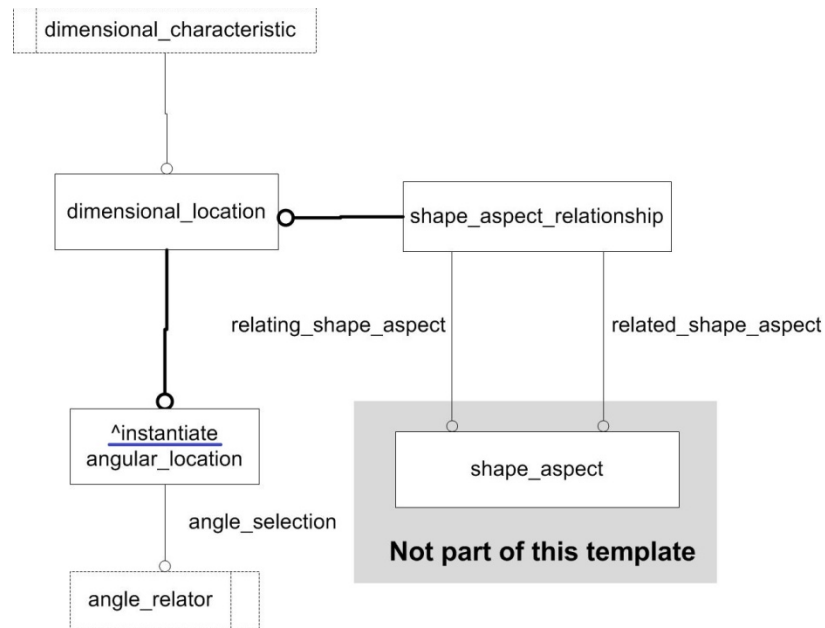 dimensional_characteristic
dimensional_location
shape_aspect_relationship
relating_shape_aspect
related_shape_aspect
^instantiate
angular_location
shape_aspect
angle_selection
Not part of this template
angle_relator